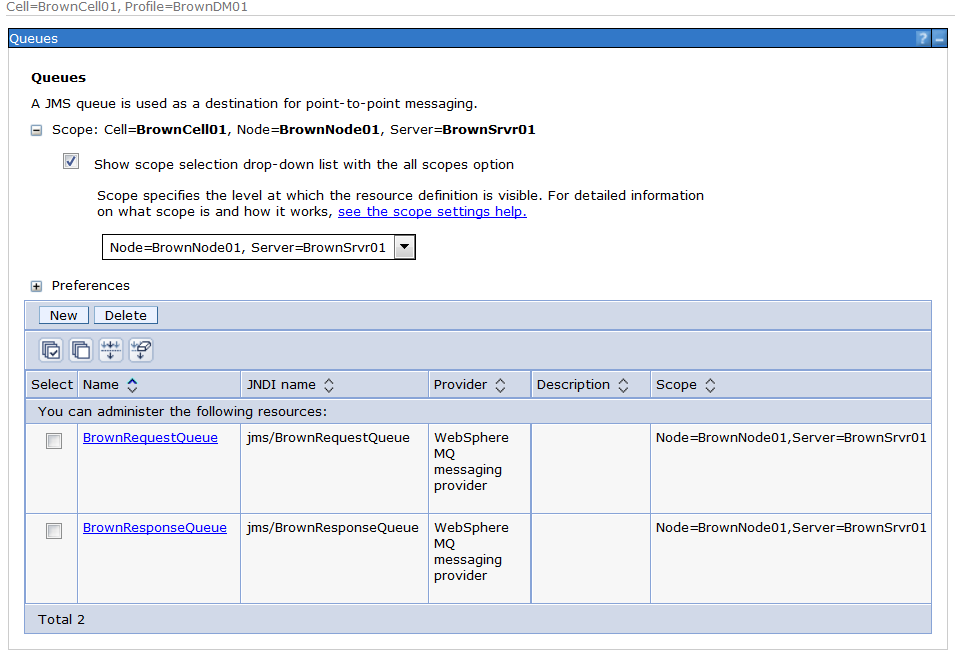 Cell=BrownCell01, Profile=BrownDM01
Queues
?
Queues
A JMS queue is used as a destination for point-to-point messaging.
Scope: Cell=BrownCell01, Node=BrownNode01, Server=BrownSrvr01
Show scope selection drop-down list with the all scopes option
Scope specifies the level at which the resource definition is visible. For detailed information
on what scope is and how it works, see the scope settings help.
Node=BrownNode01, Server=BrownSrvr01
Preferences
New Delete
Select Name JNDI name Provider Description Scope
You can administer the following resources:
BrownRequestQueue jms/BrownRequestQueue WebSphere Node=BrownNode01,Server=BrownSrvr01
MQ
messaging
provider
BrownResponseQueue jms/BrownResponseQueue WebSphere Node=BrownNode01,Server=BrownSrvr01
MQ
messaging
provider
Total 2